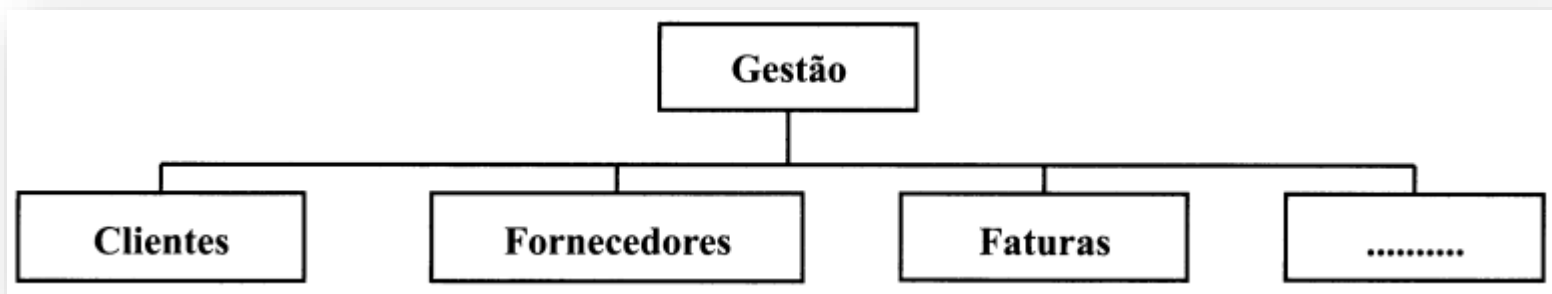 Gestão
Clientes
Fornecedores
Faturas
..........